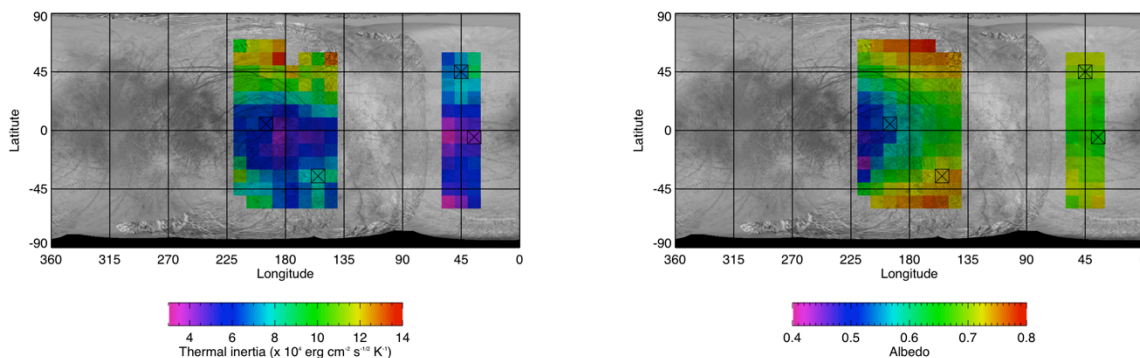 90
45
0
-45
-90
Latitute
360 315 270 225 180 135 90 45 0
Longitude
4 6 8 10 12 14
Thermal inertia (x 10⁴ erg cm⁻² s⁻¹ᐟ² K⁻¹)
90
45
0
-45
-90
Latitute
360 315 270 225 180 135 90 45
Longitude
0.4 0.5 0.6 0.7 0.8
Albedo